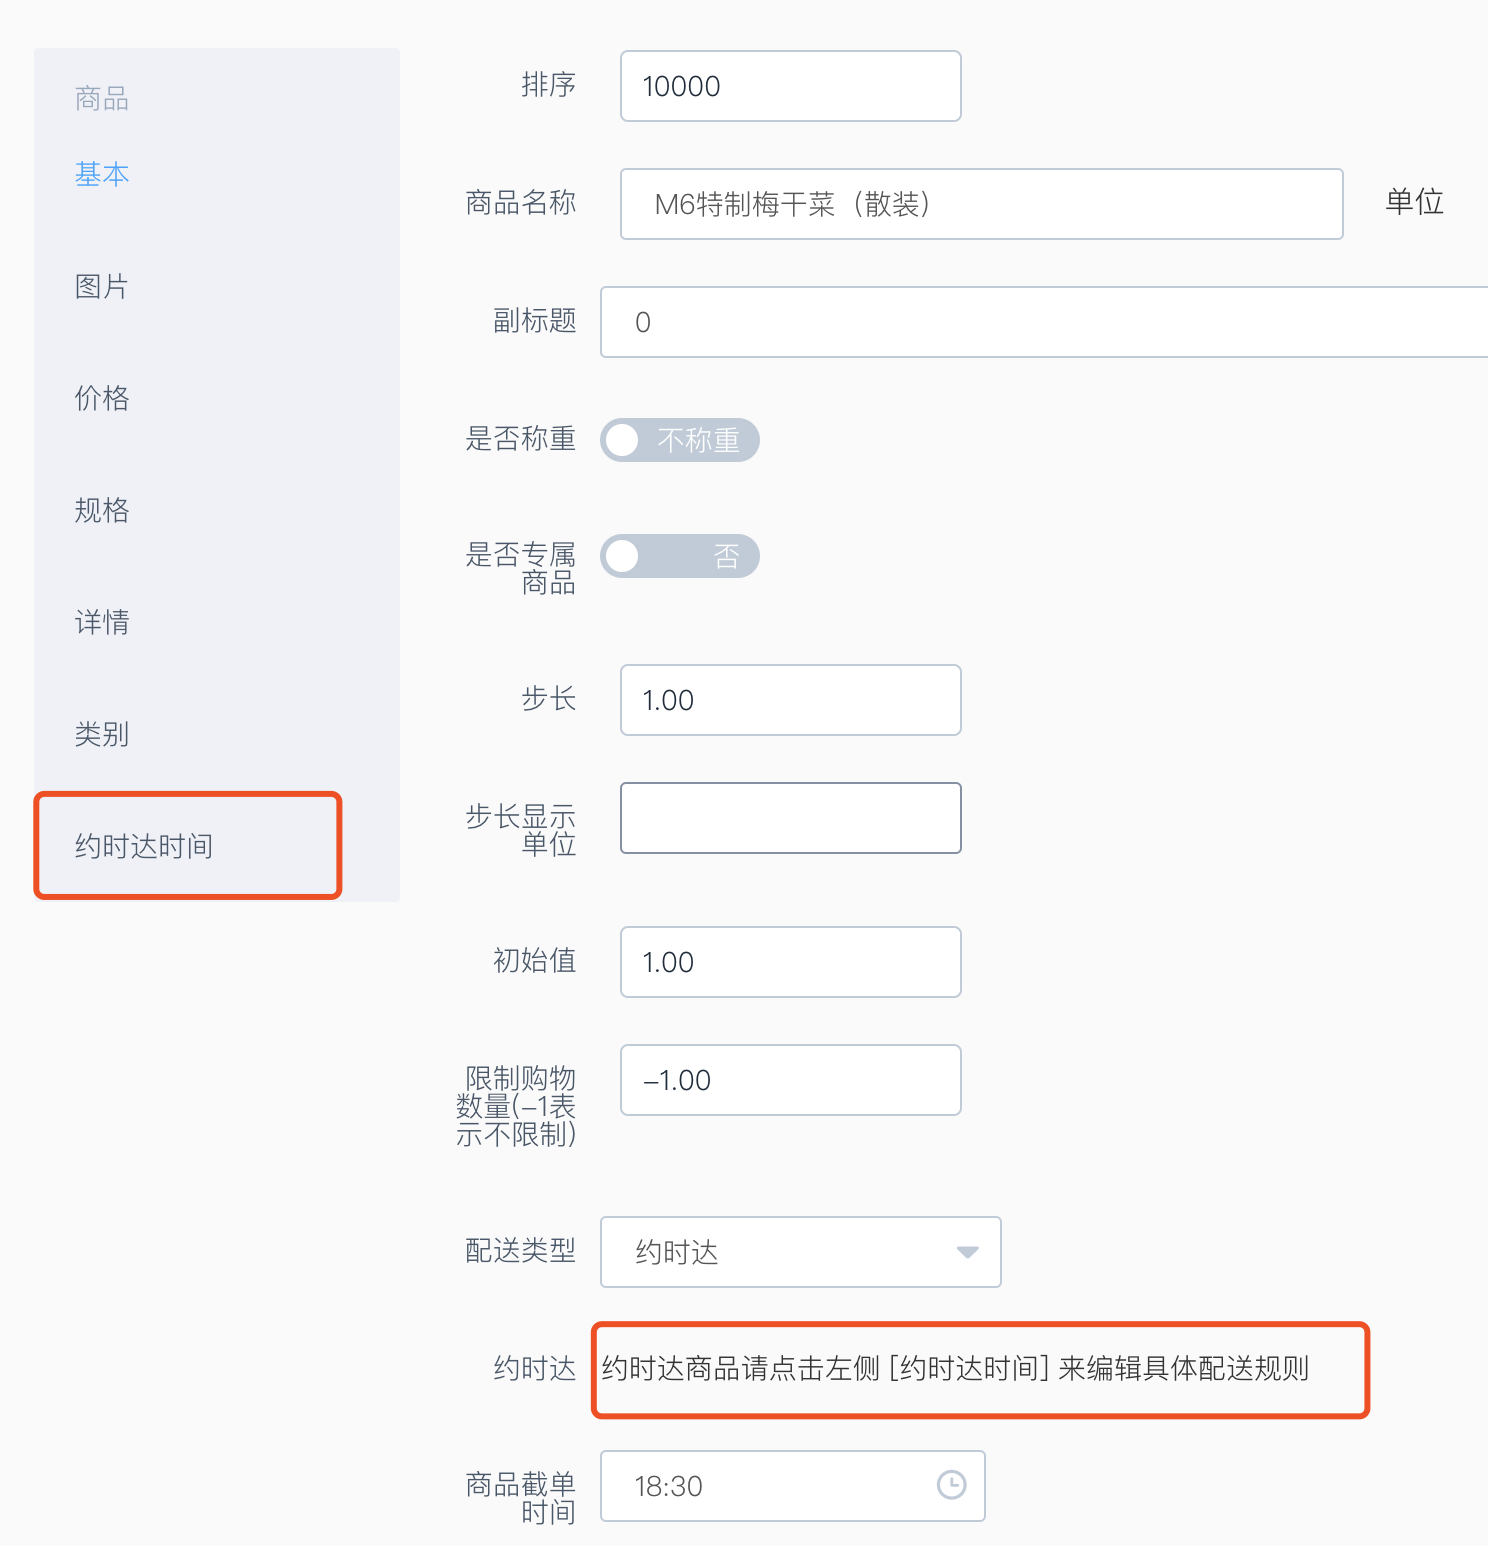 商品
基本
图片
价格
规格
详情
类别
约时达时间
排序
10000
商品名称
M6特制梅干菜（散装）
单位
副标题
0
是否称重
不称重
是否专属
商品
否
步长
1.00
步长显示
单位
初始值
1.00
限制购物
数量(-1表
示不限制)
-1.00
配送类型
约时达
约时达
约时达商品请点击左侧 [约时达时间] 来编辑具体配送规则
商品截单
时间
18:30